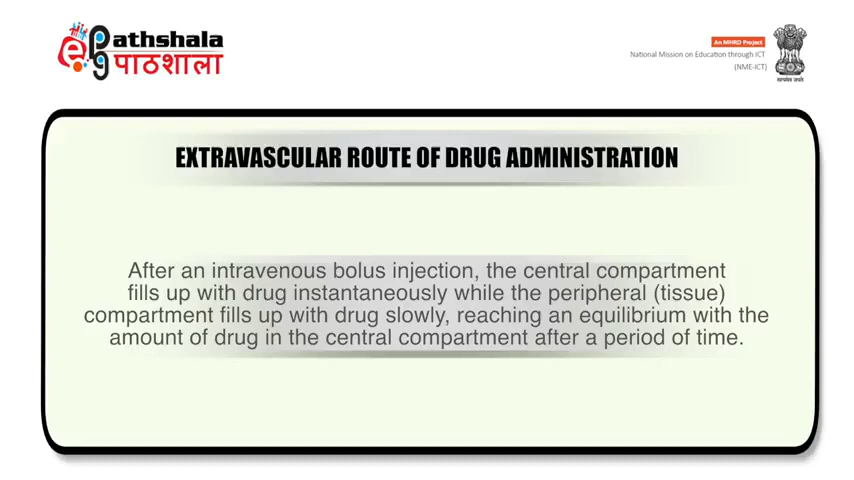 e Pathshala
pg पाठशाला
An MHRD Project
National Mission on Education through ICT
(NME-ICT)
सत्यमेव जयते
EXTRAVASCULAR ROUTE OF DRUG ADMINISTRATION
After an intravenous bolus injection, the central compartment
fills up with drug instantaneously while the peripheral (tissue)
compartment fills up with drug slowly, reaching an equilibrium with the
amount of drug in the central compartment after a period of time.